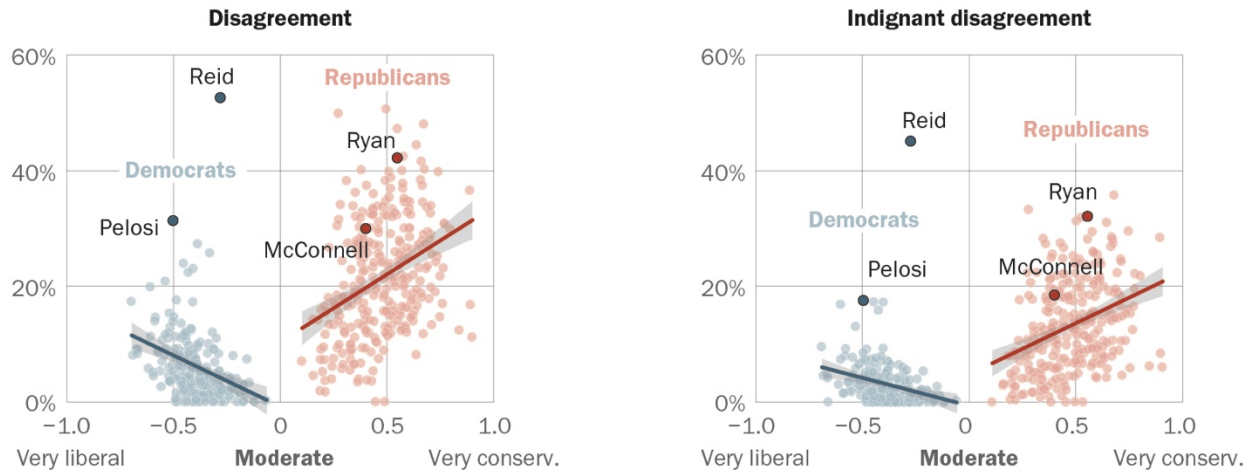 Disagreement
60%
40%
20%
0%
Reid
Republicans
Ryan
Democrats
Pelosi
McConnell
−1.0 −0.5 0 0.5 1.0
Very liberal Moderate Very conserv.
Indignant disagreement
60%
40%
20%
0%
Reid
Republicans
Ryan
Democrats
Pelosi
McConnell
−1.0 −0.5 0 0.5 1.0
Very liberal Moderate Very conserv.